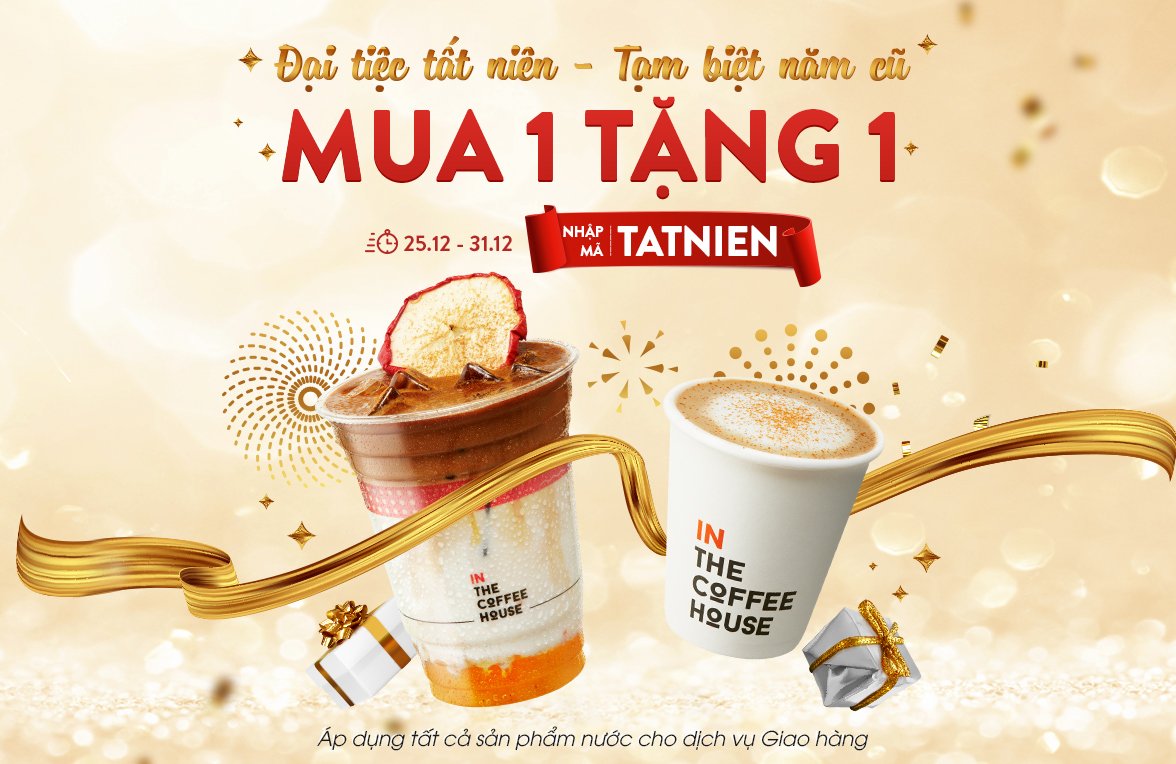 Đại tiệc tất niên - Tạm biệt năm cũ
MUA 1 TẶNG 1
25.12 - 31.12
NHẬP MÃ
TATNIEN
IN
THE
COFFEE
HOUSE
IN
THE
COFFEE
HOUSE
Áp dụng tất cả sản phẩm nước cho dịch vụ Giao hàng